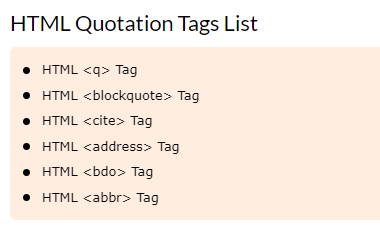 HTML Quotation Tags List
HTML <q> Tag
HTML <blockquote> Tag
HTML <cite> Tag
HTML <address> Tag
HTML <bdo> Tag
HTML <abbr> Tag